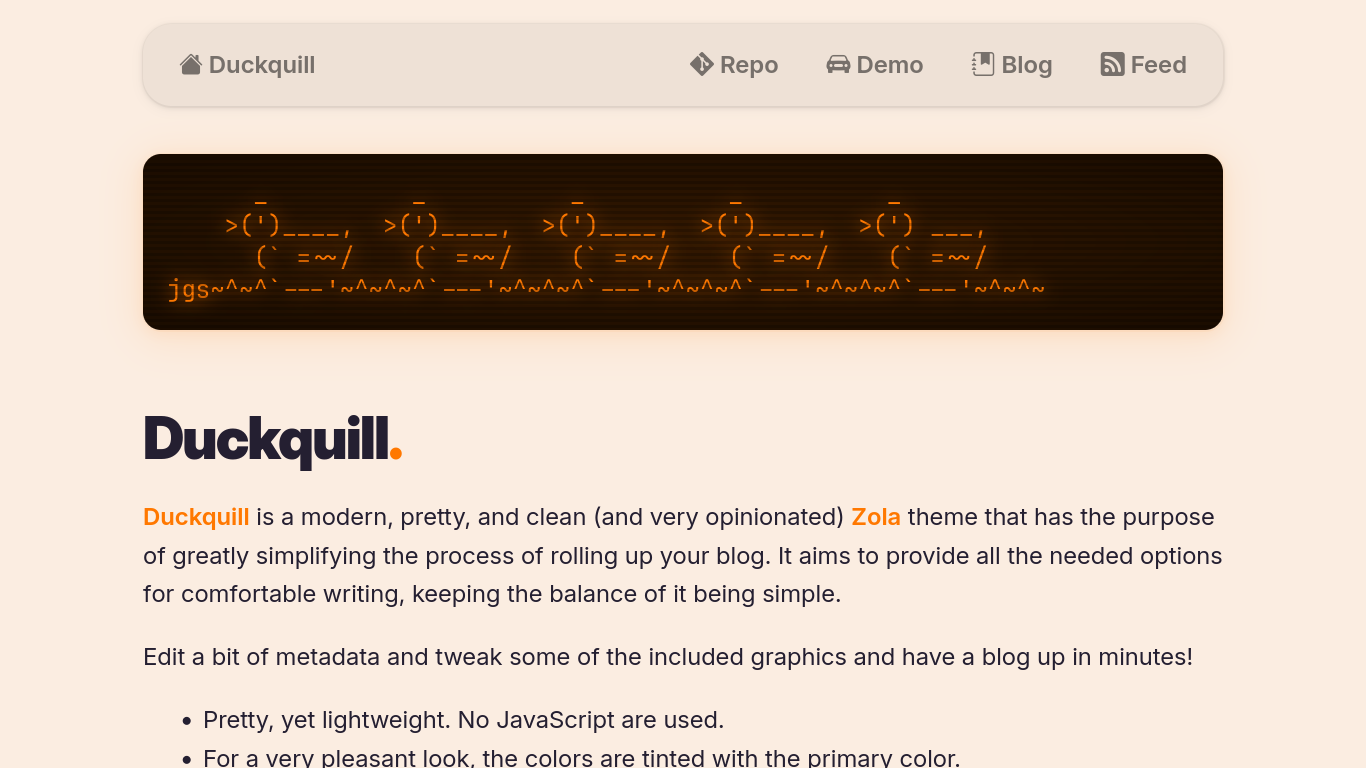 Duckquill Repo Demo Blog Feed
      _          _          _          _          _
    >(')____,  >(')____,  >(')____,  >(')____,  >(') ___,
      (` =~~/    (` =~~/    (` =~~/    (` =~~/    (` =~~/
jgs~^~^`---'~^~^~^`---'~^~^~^`---'~^~^~^`---'~^~^~^`---'~^~^~
Duckquill.
Duckquill is a modern, pretty, and clean (and very opinionated) Zola theme that has the purpose
of greatly simplifying the process of rolling up your blog. It aims to provide all the needed options
for comfortable writing, keeping the balance of it being simple.
Edit a bit of metadata and tweak some of the included graphics and have a blog up in minutes!
• Pretty, yet lightweight. No JavaScript are used.
• For a very pleasant look, the colors are tinted with the primary color.